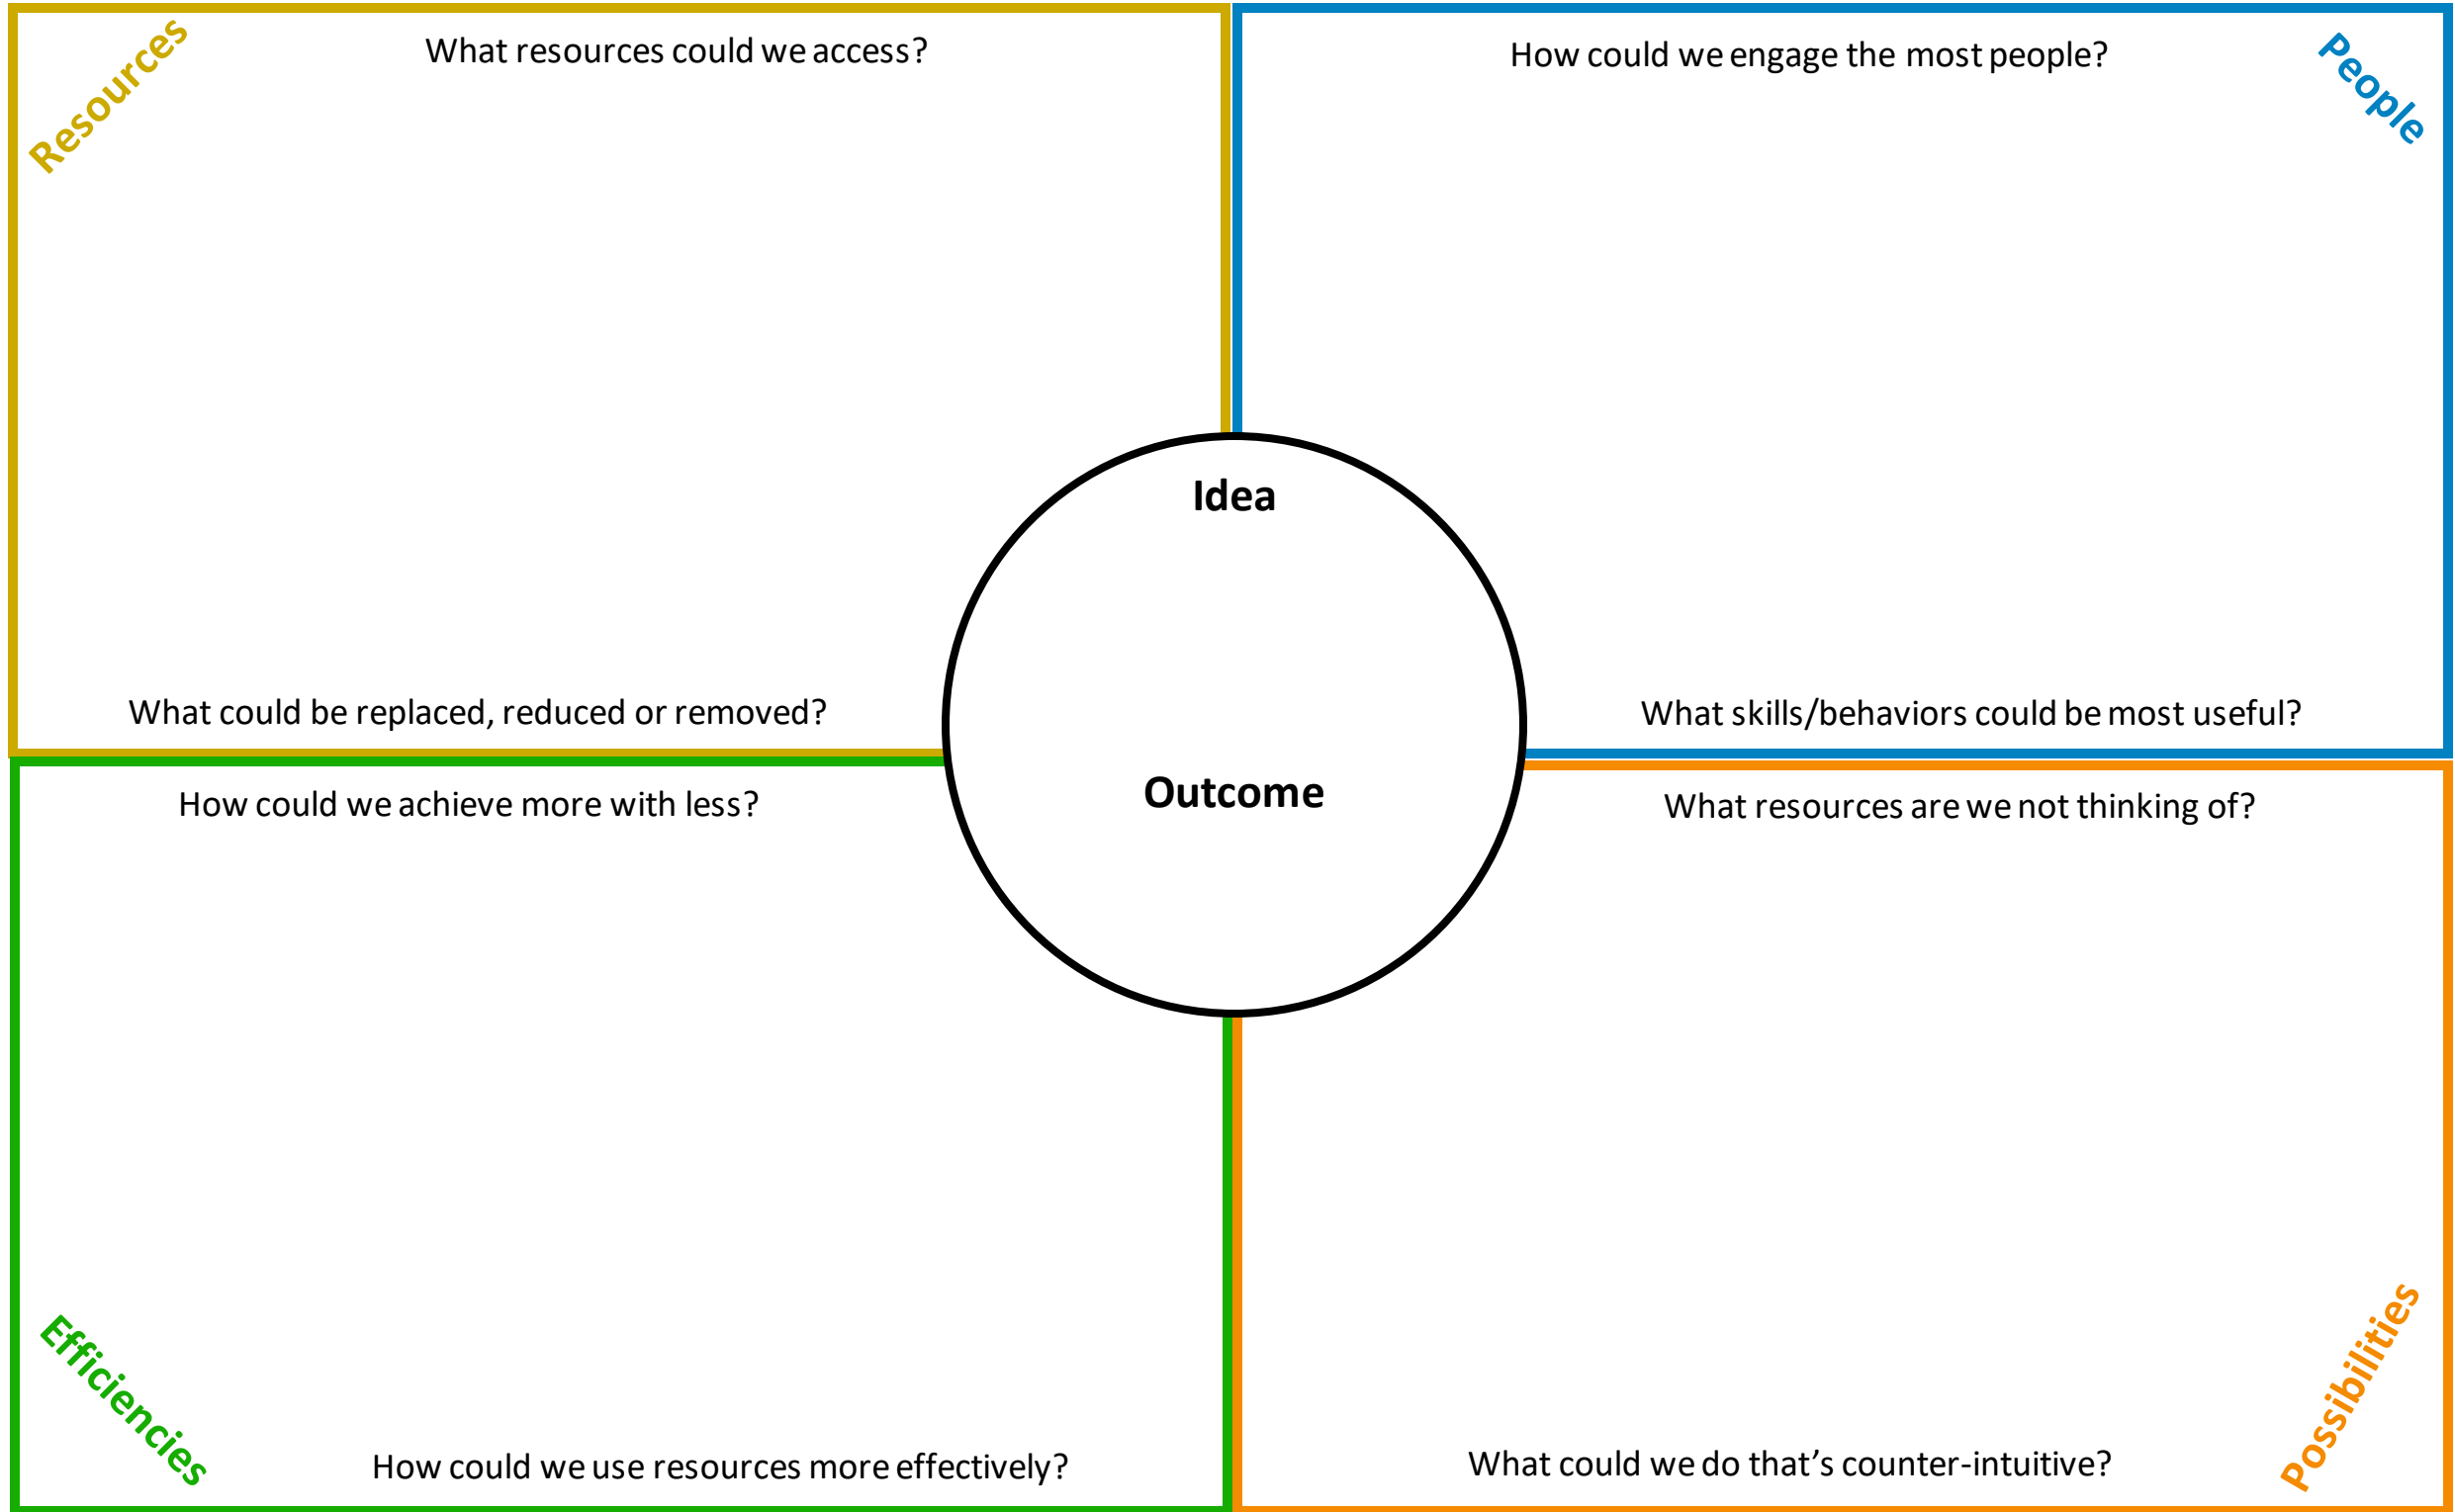 Resources
What resources could we access?
What could be replaced, reduced or removed?
How could we engage the most people?
People
What skills/behaviors could be most useful?
Idea
Outcome
How could we achieve more with less?
Efficiencies
How could we use resources more effectively?
What resources are we not thinking of?
Possibilities
What could we do that’s counter-intuitive?